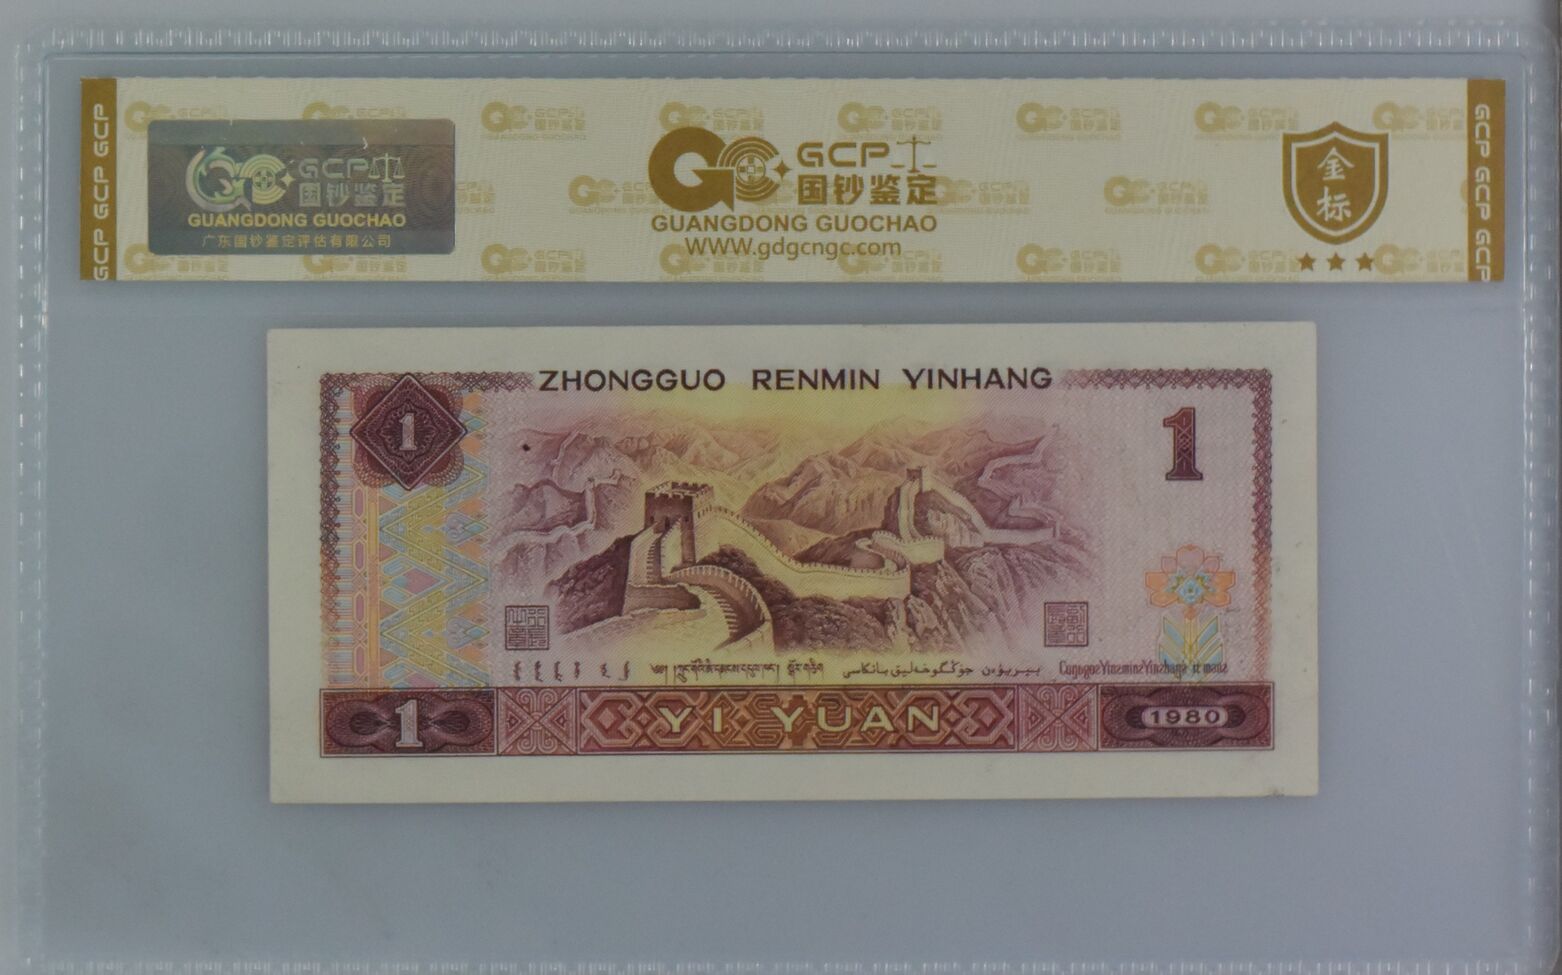 GCP GCP GCP
GCP
国钞鉴定
GUANGDONG GUOCHAO
广东国钞鉴定评估有限公司
GCP
国钞鉴定
GUANGDONG GUOCHAO
WWW.gdgcngc.com
金
标
GCP GCP GCP
ZHONGGUO RENMIN YINHANG
1
1
1
YI YUAN
1980